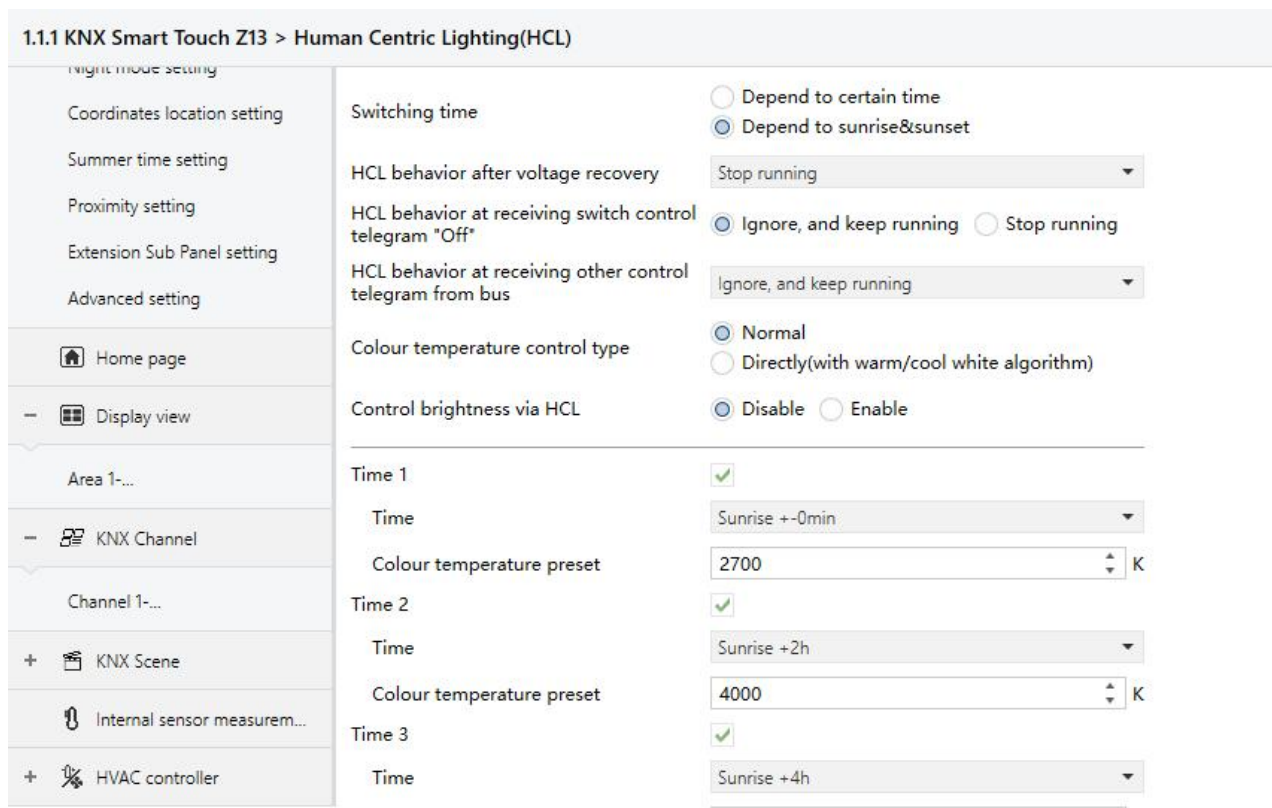 1.1.1 KNX Smart Touch Z13 > Human Centric Lighting(HCL)
Night mode setting
Coordinates location setting
Summer time setting
Proximity setting
Extension Sub Panel setting
Advanced setting
Home page
Display view
Area 1-...
KNX Channel
Channel 1-...
KNX Scene
Internal sensor measurem...
HVAC controller
Switching time
Depend to certain time
Depend to sunrise&sunset
HCL behavior after voltage recovery
Stop running
HCL behavior at receiving switch control
telegram "Off"
Ignore, and keep running
Stop running
HCL behavior at receiving other control
telegram from bus
Ignore, and keep running
Colour temperature control type
Normal
Directly(with warm/cool white algorithm)
Control brightness via HCL
Disable
Enable
Time 1
Time
Sunrise +-0min
Colour temperature preset
2700
K
Time 2
Time
Sunrise +2h
Colour temperature preset
4000
K
Time 3
Time
Sunrise +4h